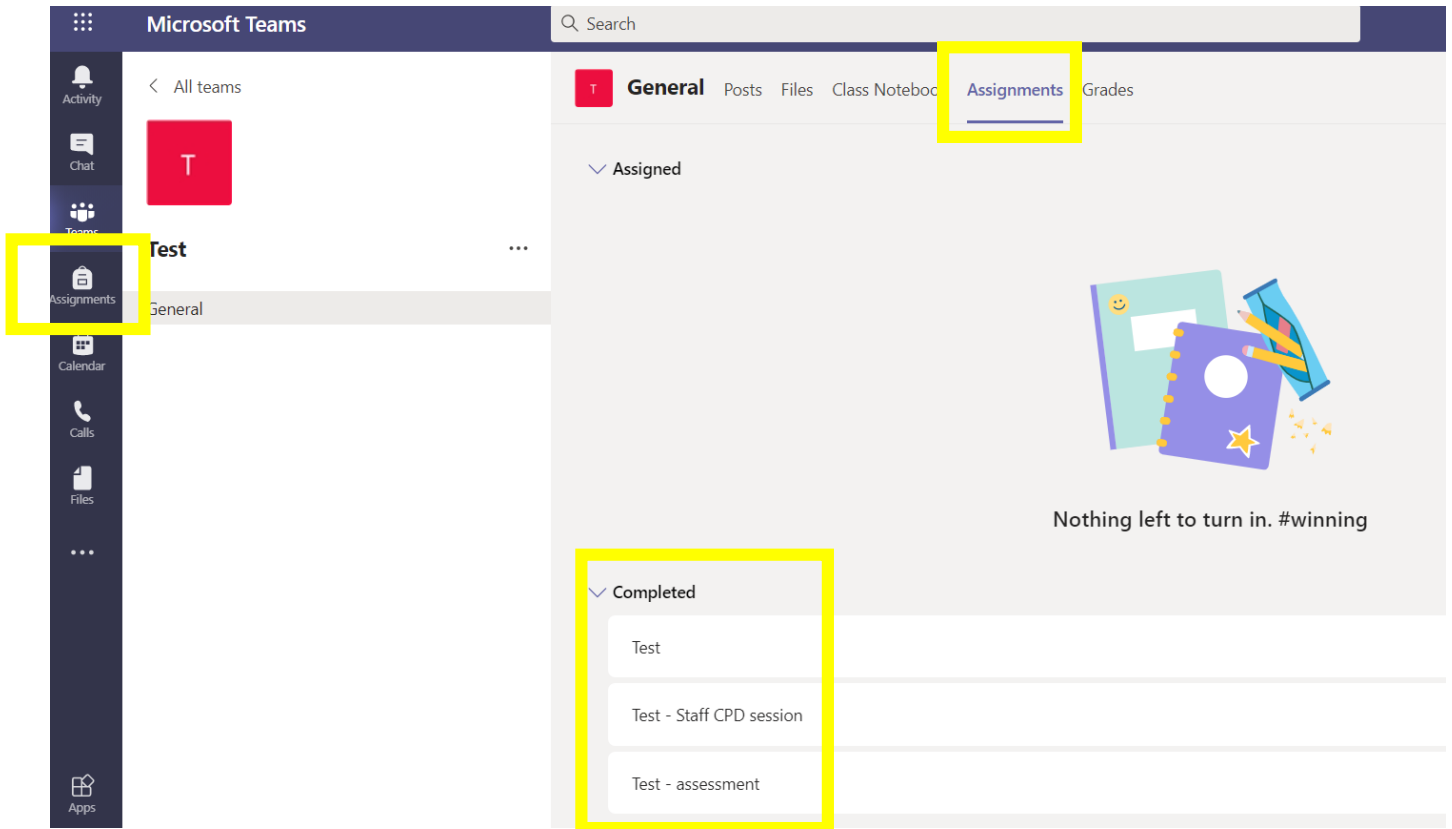 Microsoft Teams
Search
Activity
Chat
Teams
Assignments
Calendar
Calls
Files
Apps
All teams
T
Test
General
T
General Posts Files Class Noteboo Assignments Grades
Assigned
Nothing left to turn in. #winning
Completed
Test
Test - Staff CPD session
Test - assessment